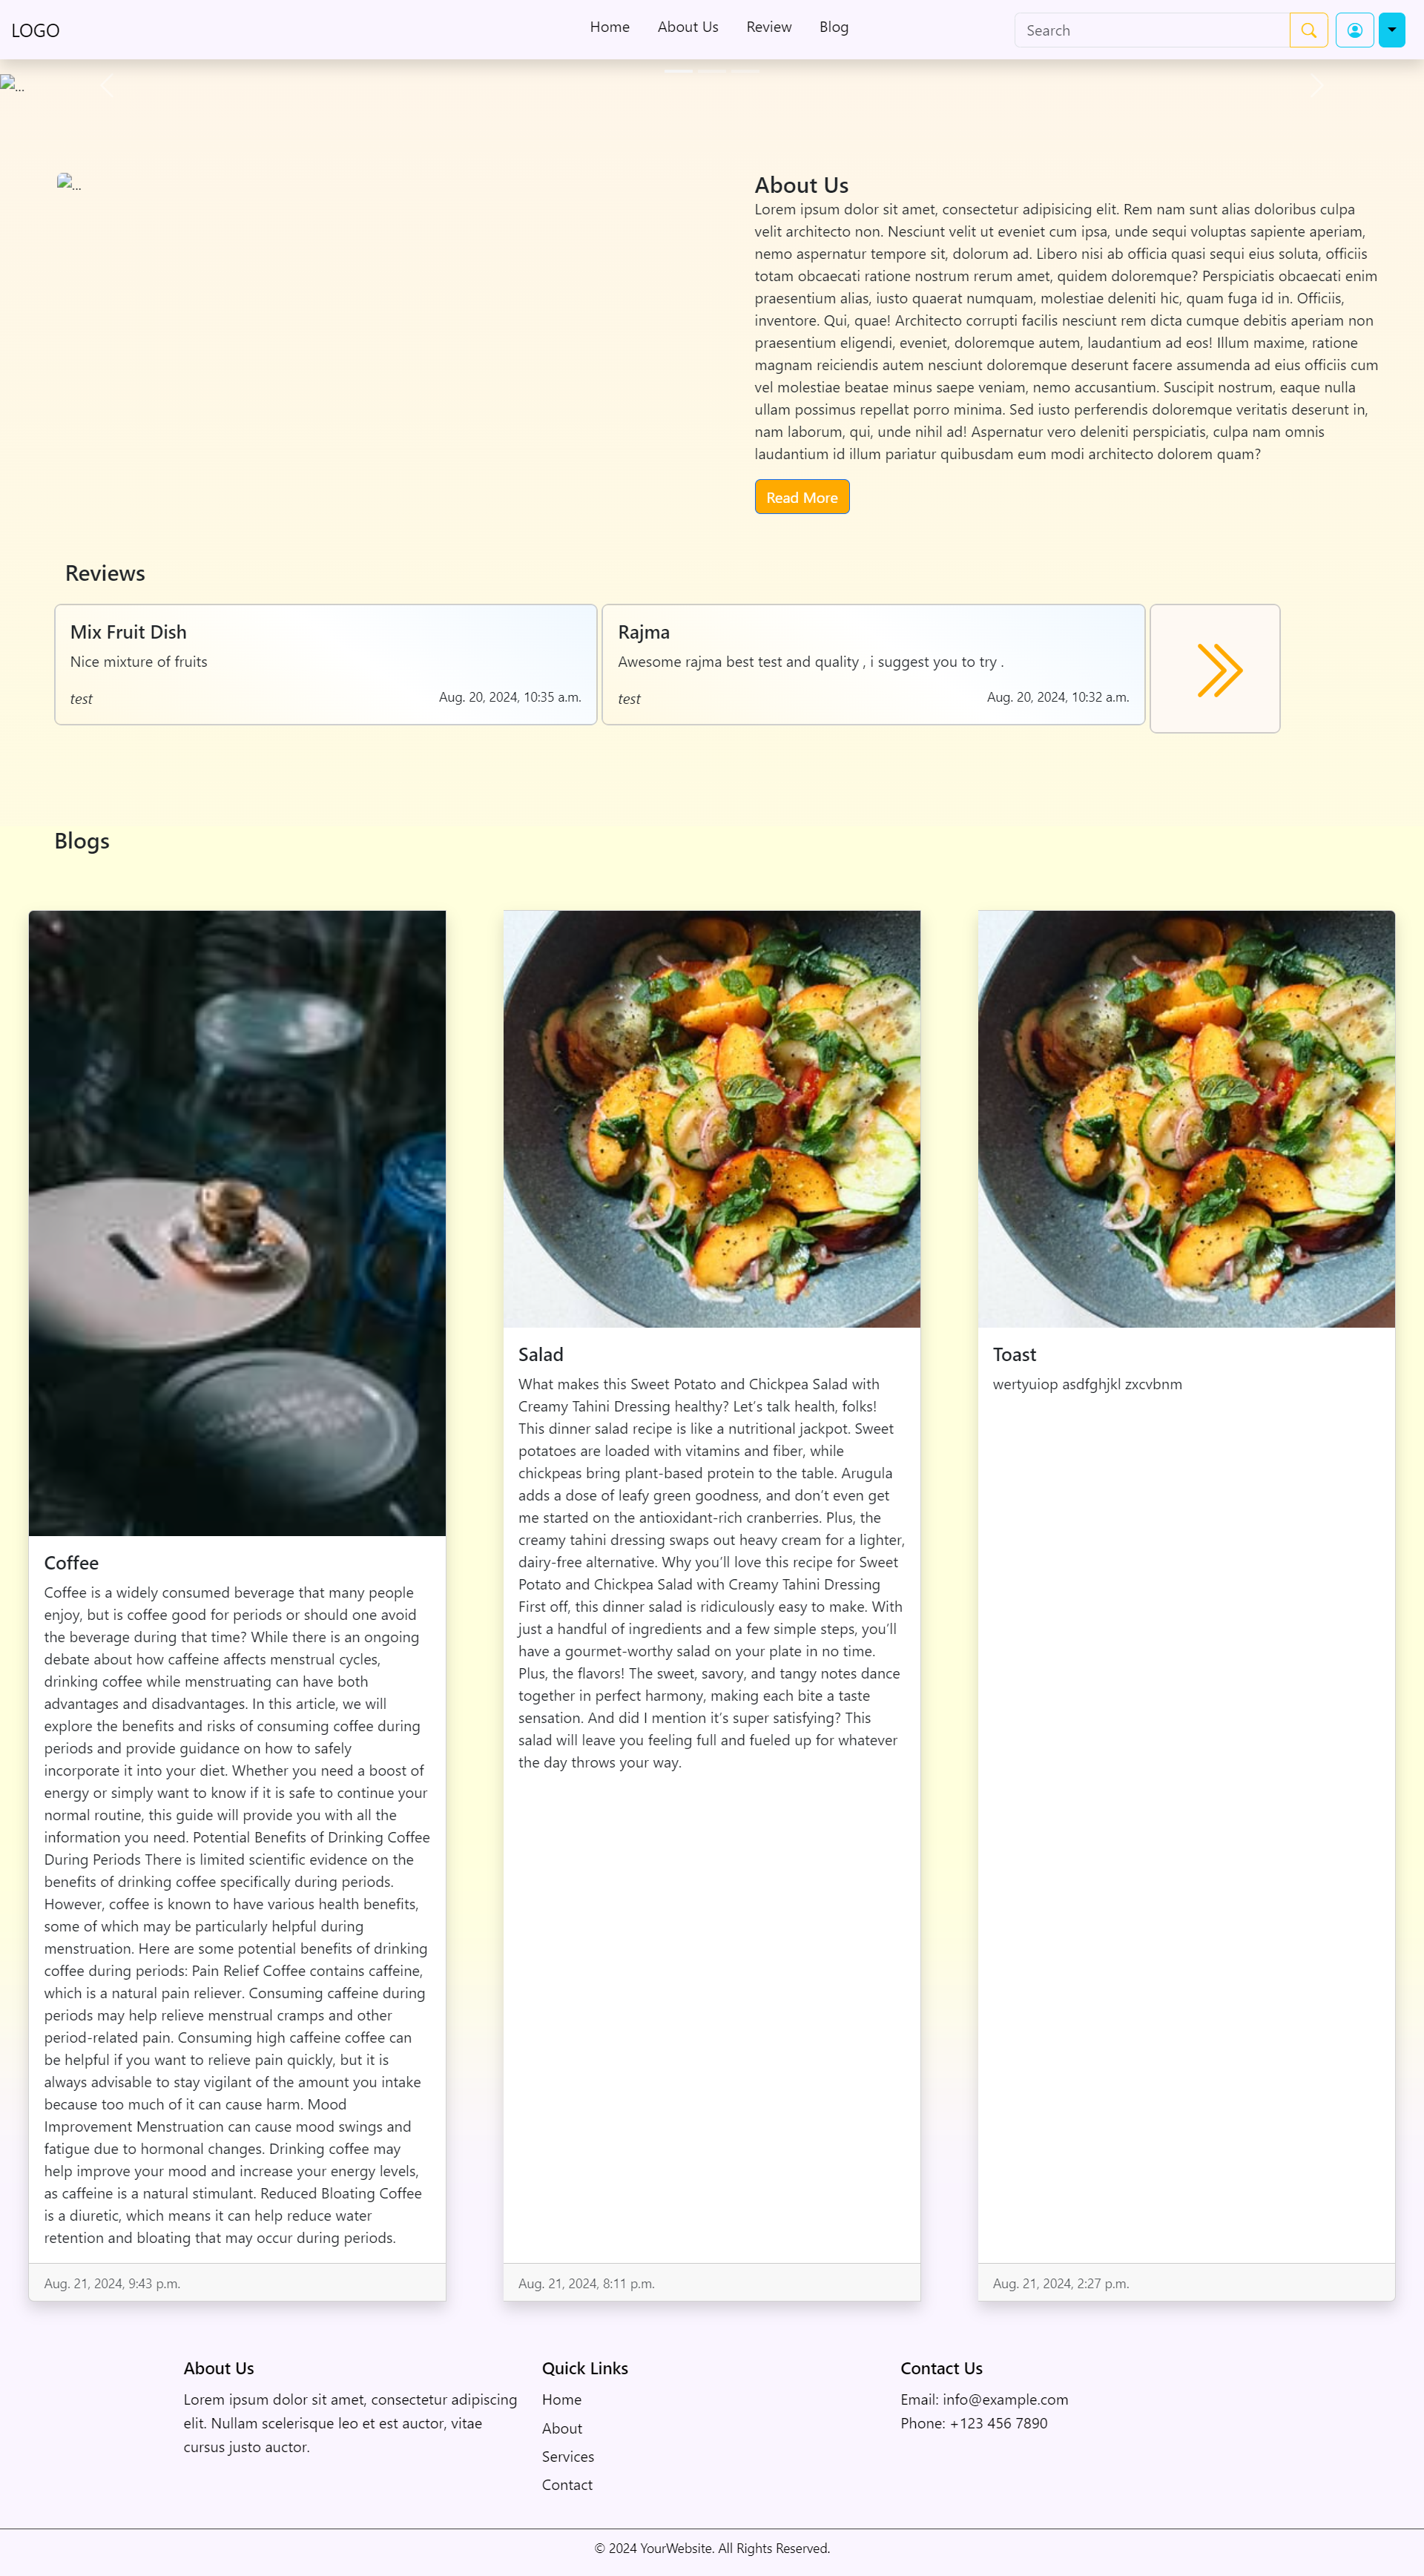 LOGO
Home
About Us
Review
Blog
Search
...
...
About Us
Lorem ipsum dolor sit amet, consectetur adipisicing elit. Rem nam sunt alias doloribus culpa
velit architecto non. Nesciunt velit ut eveniet cum ipsa, unde sequi voluptas sapiente aperiam,
nemo aspernatur tempore sit, dolorum ad. Libero nisi ab officia quasi sequi eius soluta, officiis
totam obcaecati ratione nostrum rerum amet, quidem doloremque? Perspiciatis obcaecati enim
praesentium alias, iusto quaerat numquam, molestiae deleniti hic, quam fuga id in. Officiis,
inventore. Qui, quae! Architecto corrupti facilis nesciunt rem dicta cumque debitis aperiam non
praesentium eligendi, eveniet, doloremque autem, laudantium ad eos! Illum maxime, ratione
magnam reiciendis autem nesciunt doloremque deserunt facere assumenda ad eius officiis cum
vel molestiae beatae minus saepe veniam, nemo accusantium. Suscipit nostrum, eaque nulla
ullam possimus repellat porro minima. Sed iusto perferendis doloremque veritatis deserunt in,
nam laborum, qui, unde nihil ad! Aspernatur vero deleniti perspiciatis, culpa nam omnis
laudantium id illum pariatur quibusdam eum modi architecto dolorem quam?
Read More
Reviews
Mix Fruit Dish
Nice mixture of fruits
test
Aug. 20, 2024, 10:35 a.m.
Rajma
Awesome rajma best test and quality , i suggest you to try .
test
Aug. 20, 2024, 10:32 a.m.
Blogs
Coffee
Coffee is a widely consumed beverage that many people
enjoy, but is coffee good for periods or should one avoid
the beverage during that time? While there is an ongoing
debate about how caffeine affects menstrual cycles,
drinking coffee while menstruating can have both
advantages and disadvantages. In this article, we will
explore the benefits and risks of consuming coffee during
periods and provide guidance on how to safely
incorporate it into your diet. Whether you need a boost of
energy or simply want to know if it is safe to continue your
normal routine, this guide will provide you with all the
information you need. Potential Benefits of Drinking Coffee
During Periods There is limited scientific evidence on the
benefits of drinking coffee specifically during periods.
However, coffee is known to have various health benefits,
some of which may be particularly helpful during
menstruation. Here are some potential benefits of drinking
coffee during periods: Pain Relief Coffee contains caffeine,
which is a natural pain reliever. Consuming caffeine during
periods may help relieve menstrual cramps and other
period-related pain. Consuming high caffeine coffee can
be helpful if you want to relieve pain quickly, but it is
always advisable to stay vigilant of the amount you intake
because too much of it can cause harm. Mood
Improvement Menstruation can cause mood swings and
fatigue due to hormonal changes. Drinking coffee may
help improve your mood and increase your energy levels,
as caffeine is a natural stimulant. Reduced Bloating Coffee
is a diuretic, which means it can help reduce water
retention and bloating that may occur during periods.
Aug. 21, 2024, 9:43 p.m.
Salad
What makes this Sweet Potato and Chickpea Salad with
Creamy Tahini Dressing healthy? Let's talk health, folks!
This dinner salad recipe is like a nutritional jackpot. Sweet
potatoes are loaded with vitamins and fiber, while
chickpeas bring plant-based protein to the table. Arugula
adds a dose of leafy green goodness, and don't even get
me started on the antioxidant-rich cranberries. Plus, the
creamy tahini dressing swaps out heavy cream for a lighter,
dairy-free alternative. Why you'll love this recipe for Sweet
Potato and Chickpea Salad with Creamy Tahini Dressing
First off, this dinner salad is ridiculously easy to make. With
just a handful of ingredients and a few simple steps, you'll
have a gourmet-worthy salad on your plate in no time.
Plus, the flavors! The sweet, savory, and tangy notes dance
together in perfect harmony, making each bite a taste
sensation. And did I mention it's super satisfying? This
salad will leave you feeling full and fueled up for whatever
the day throws your way.
Aug. 21, 2024, 8:11 p.m.
Toast
wertyuiop asdfghjkl zxcvbnm
Aug. 21, 2024, 2:27 p.m.
About Us
Lorem ipsum dolor sit amet, consectetur adipiscing
elit. Nullam scelerisque leo et est auctor, vitae
cursus justo auctor.
Quick Links
Home
About
Services
Contact
Contact Us
Email: info@example.com
Phone: +123 456 7890
© 2024 YourWebsite. All Rights Reserved.